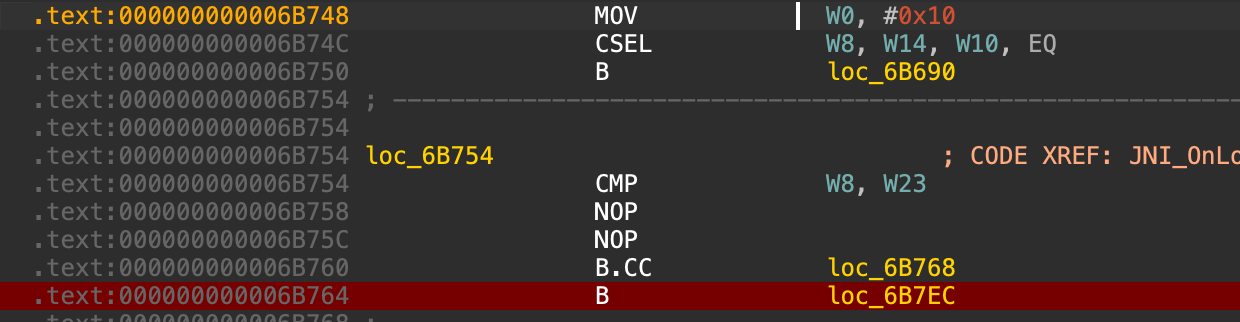 .text:000000000006B748 MOV W0, #0x10
.text:000000000006B74C CSEL W8, W14, W10, EQ
.text:000000000006B750 B loc_6B690
.text:000000000006B754 ; ---------------------------------------------------------------------------
.text:000000000006B754
.text:000000000006B754 loc_6B754 ; CODE XREF: JNI_OnLo
.text:000000000006B754 CMP W8, W23
.text:000000000006B758 NOP
.text:000000000006B75C NOP
.text:000000000006B760 B.CC loc_6B768
.text:000000000006B764 B loc_6B7EC
.text:000000000006B768 ;